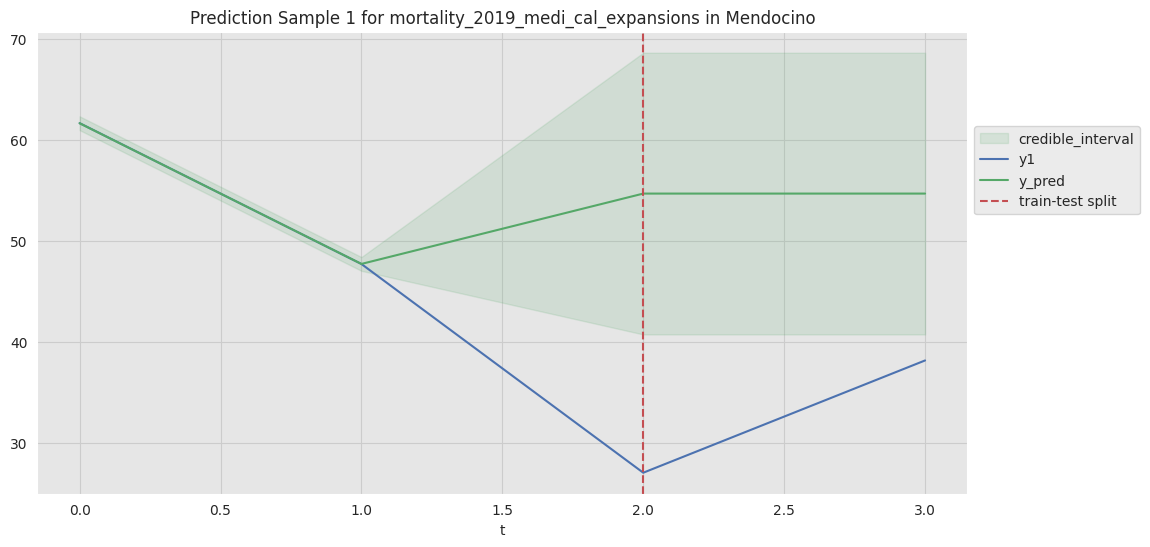 Prediction Sample 1 for mortality_2019_medi_cal_expansions in Mendocino
70
60
50
40
30
0.0 0.5 1.0 1.5 2.0 2.5 3.0
t
credible_interval
y1
y_pred
train-test split